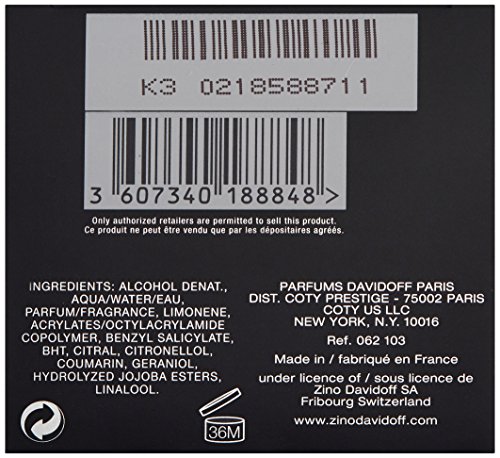 K3 0218588711
3 607340 188848 >
Only authorized retailers are permitted to sell this product.
Ce produit ne peut être vendu que par les dépositaires agréés.
INGREDIENTS: ALCOHOL DENAT.,
AQUA/WATER/EAU,
PARFUM/FRAGRANCE, LIMONENE,
ACRYLATES/OCTYLACRYLAMIDE
COPOLYMER, BENZYL SALICYLATE,
BHT, CITRAL, CITRONELLOL,
COUMARIN, GERANIOL,
HYDROLYZED JOJOBA ESTERS,
LINALOOL.
36M
PARFUMS DAVIDOFF PARIS
DIST. COTY PRESTIGE - 75002 PARIS
COTY US LLC
NEW YORK, N.Y. 10016
Ref. 062 103
Made in / fabriqué en France
under licence of / sous licence de
Zino Davidoff SA
Fribourg Switzerland
www.zinodavidoff.com